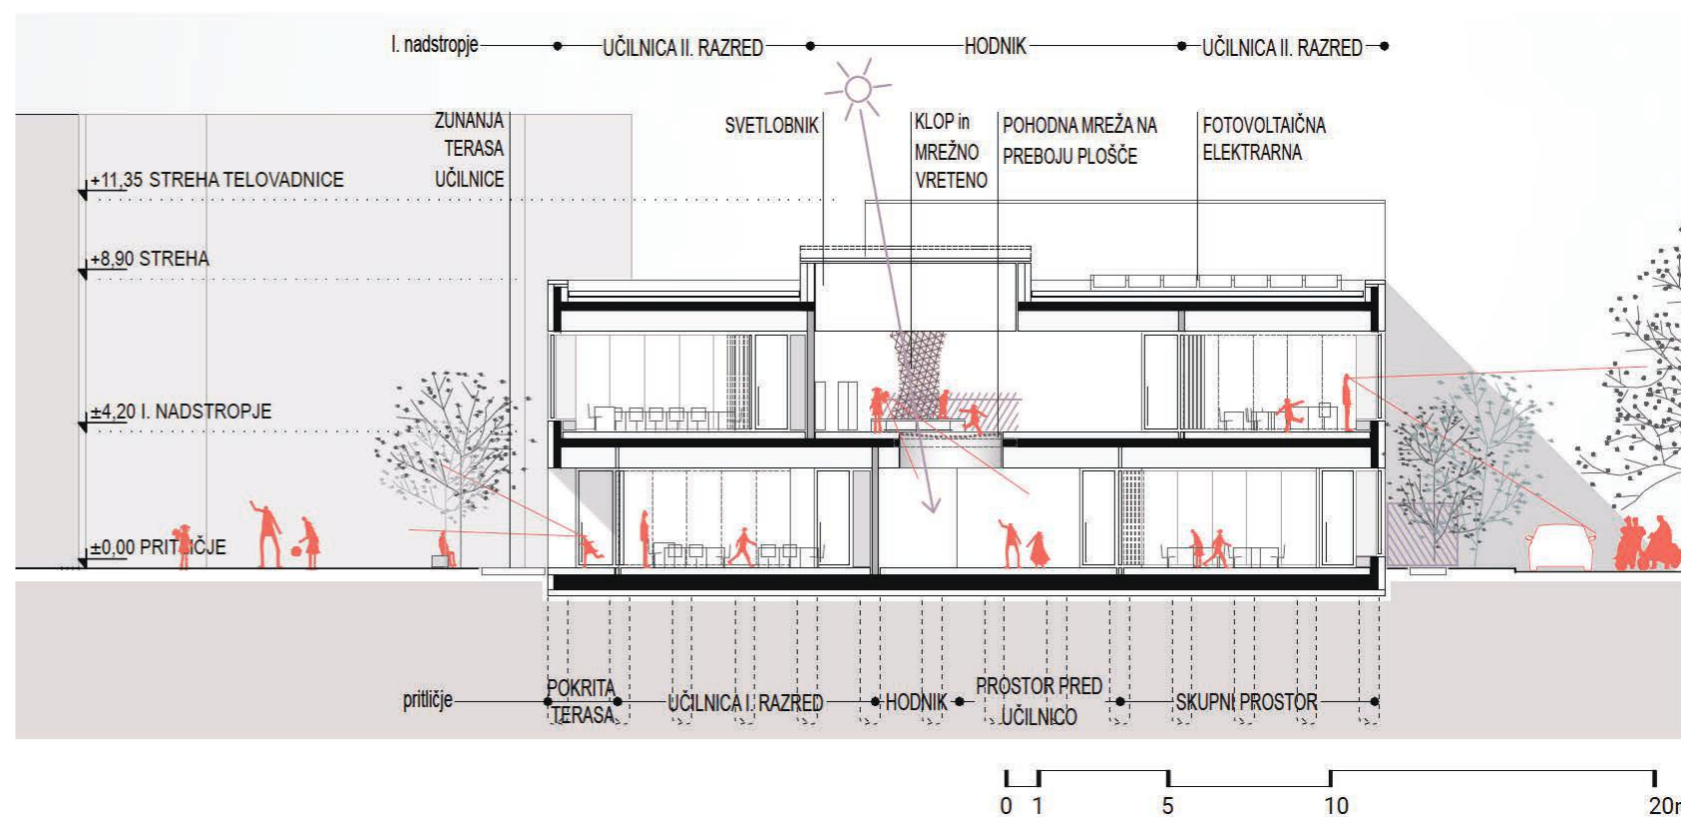 I. nadstropje
UČILNICA II. RAZRED
HODNIK
UČILNICA II. RAZRED
ZUNANJA
TERASA
UČILNICE
SVETLOBNIK
KLOP in
MREŽNO
VRETENO
POHODNA MREŽA NA
PREBOJU PLOŠČE
FOTOVOLTAIČNA
ELEKTRARNA
+11,35 STREHA TELOVADNICE
+8,90 STREHA
±4,20 I. NADSTROPJE
±0,00 PRITLIČJE
pritličje
POKRITA
TERASA
UČILNICA I. RAZRED
HODNIK
PROSTOR PRED
UČILNICO
SKUPNI PROSTOR
0 1 5 10 20m